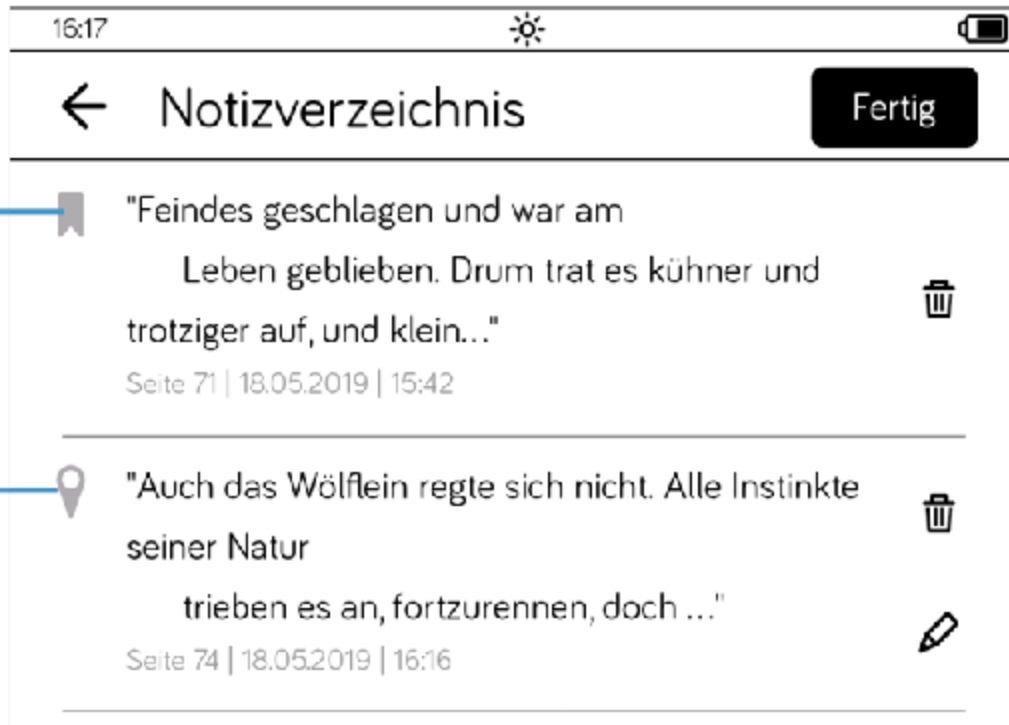 16:17
Notizverzeichnis
Fertig
"Feindes geschlagen und war am
Leben geblieben. Drum trat es kühner und
trotziger auf, und klein..."
Seite 71 | 18.05.2019 | 15:42
"Auch das Wölflein regte sich nicht. Alle Instinkte
seiner Natur
trieben es an, fortzurennen, doch ..."
Seite 74 | 18.05.2019 | 16:16